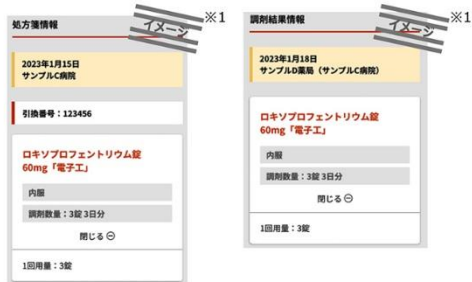 処方箋情報
イメージ
※1
2023年1月15日
サンプルC病院
引換番号：123456
ロキソプロフェントリウム錠
60mg「電子工」
内服
調剤数量：3錠 3日分
閉じる
1回用量：3錠
調剤結果情報
イメージ
※1
2023年1月18日
サンプルD薬局（サンプルC病院）
ロキソプロフェントリウム錠
60mg「電子工」
内服
調剤数量：3錠 3日分
閉じる
1回用量：3錠